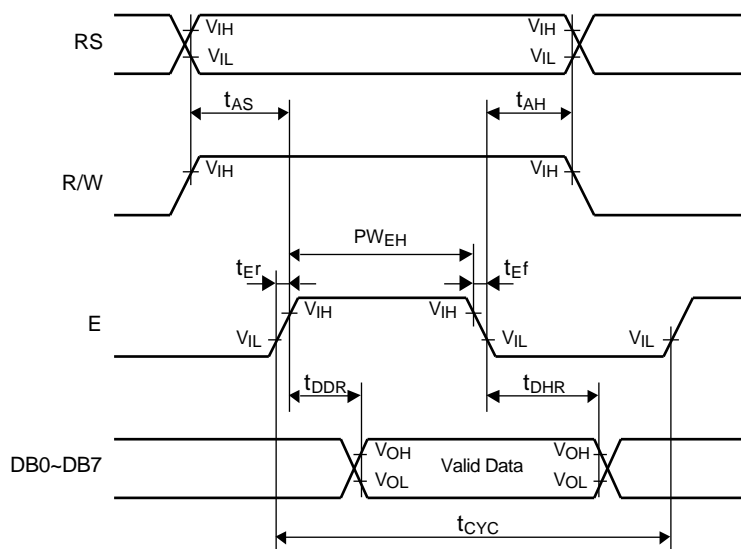 RS VIH VIH
VIL VIL
tAS tAH
R/W VIH VIH
PWEH
tEr tEf
E VIH VIH
VIL VIL VIL
tDDR tDHR
DB0~DB7 VOH Valid Data VOH
VOL VOL
tCYC